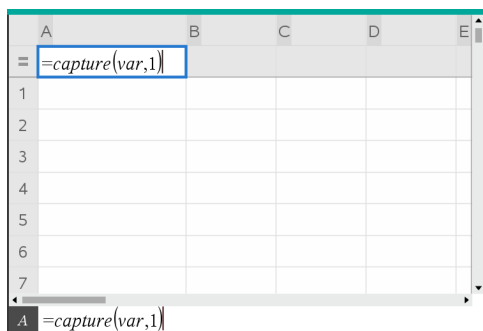 A B C D E
= =capture(var,1)
1
2
3
4
5
6
7
A =capture(var,1)